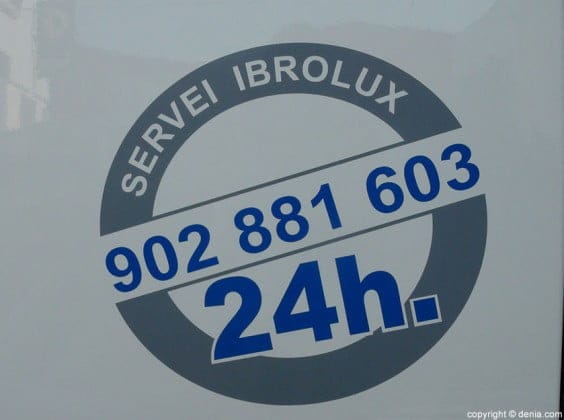 SERVEI IBROLUX
902 881 603
24h.
copyright © denia.com